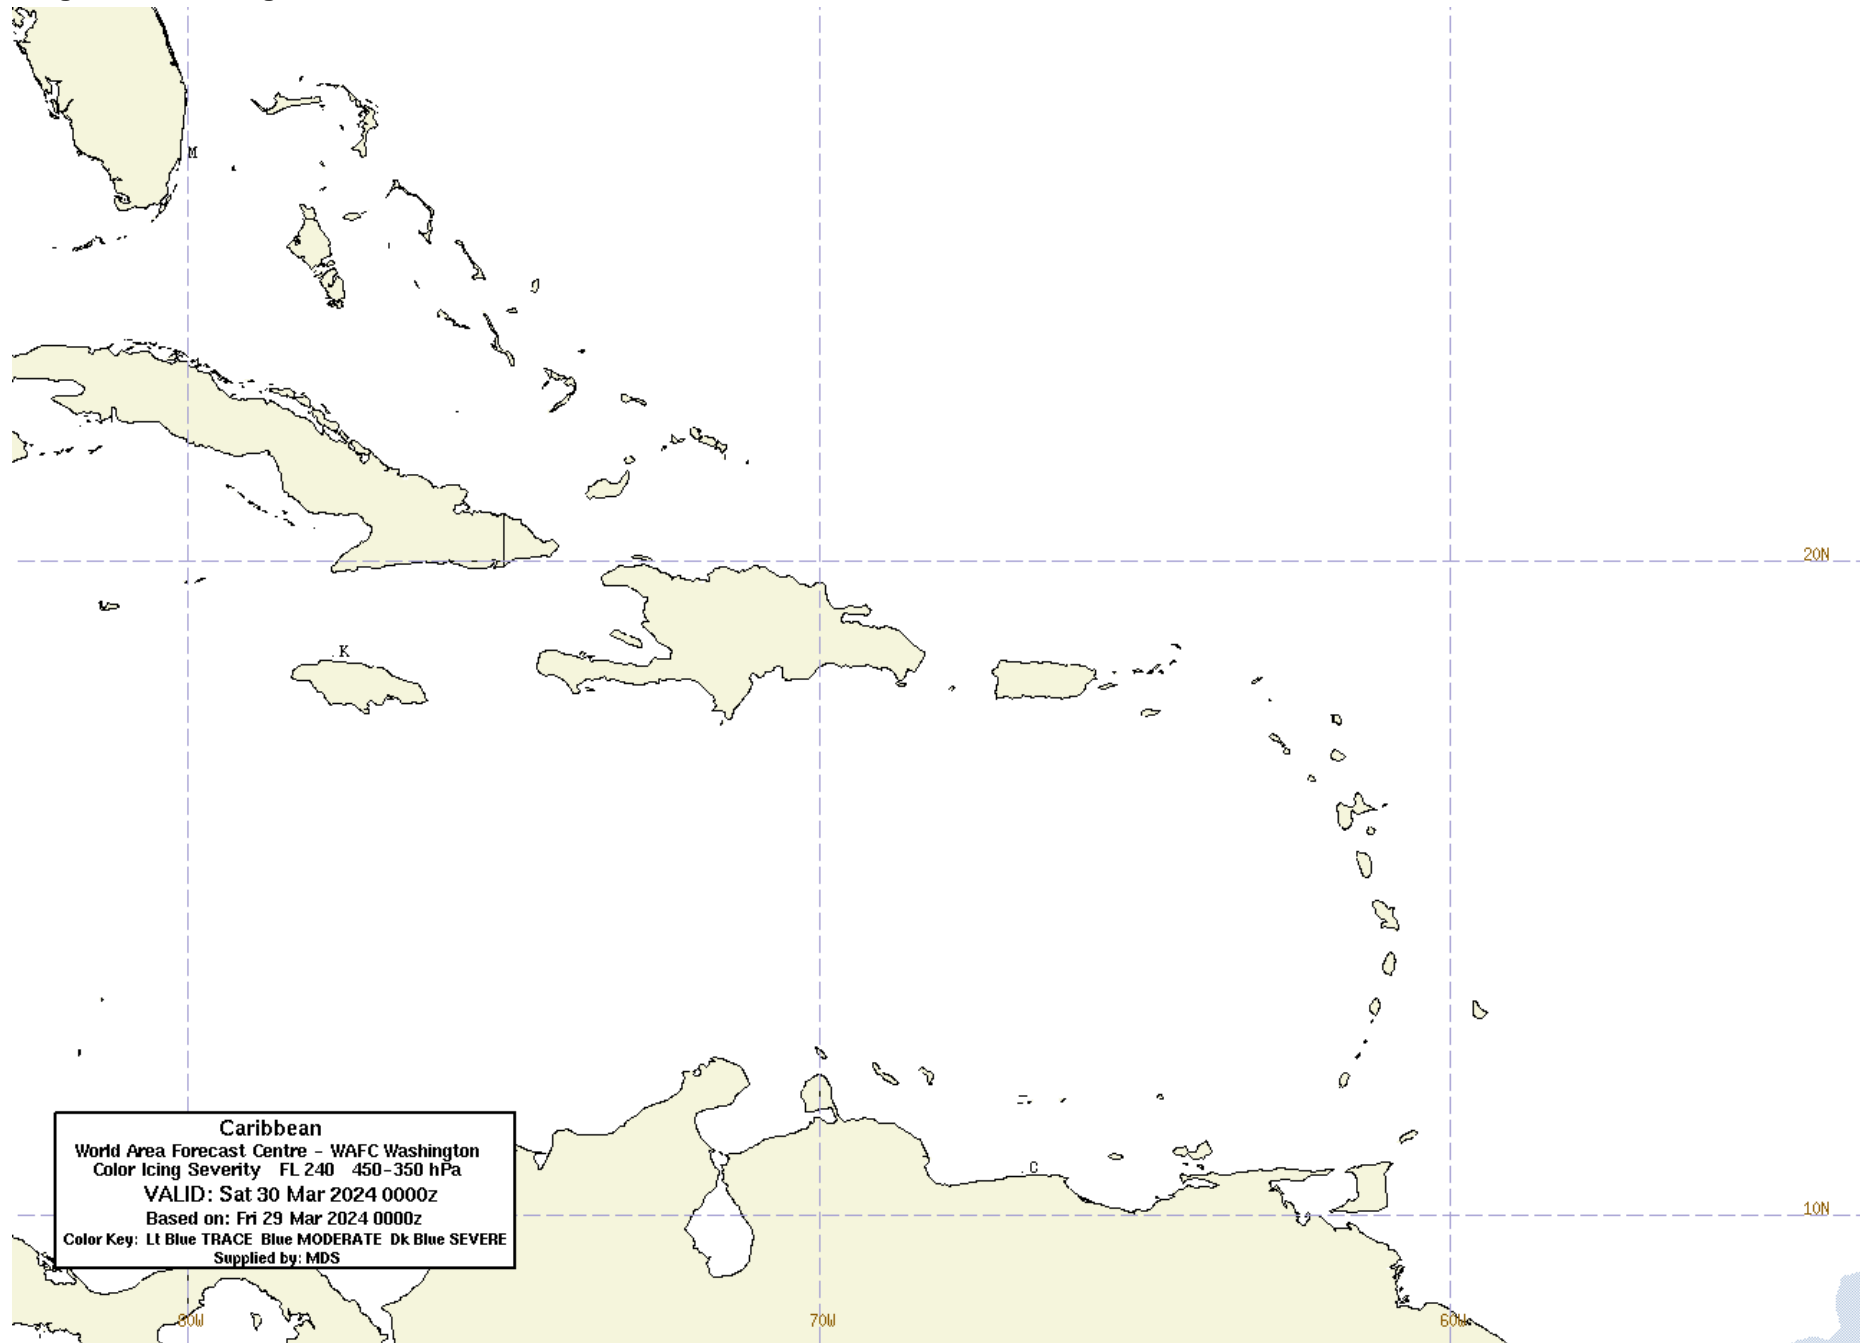 M
20N
K
C
10N
Caribbean
World Area Forecast Centre - WAFC Washington
Color Icing Severity FL 240 450-350 hPa
VALID: Sat 30 Mar 2024 0000z
Based on: Fri 29 Mar 2024 0000z
Color Key: Lt Blue TRACE Blue MODERATE Dk Blue SEVERE
Supplied by: MDS
80W
70W
60W